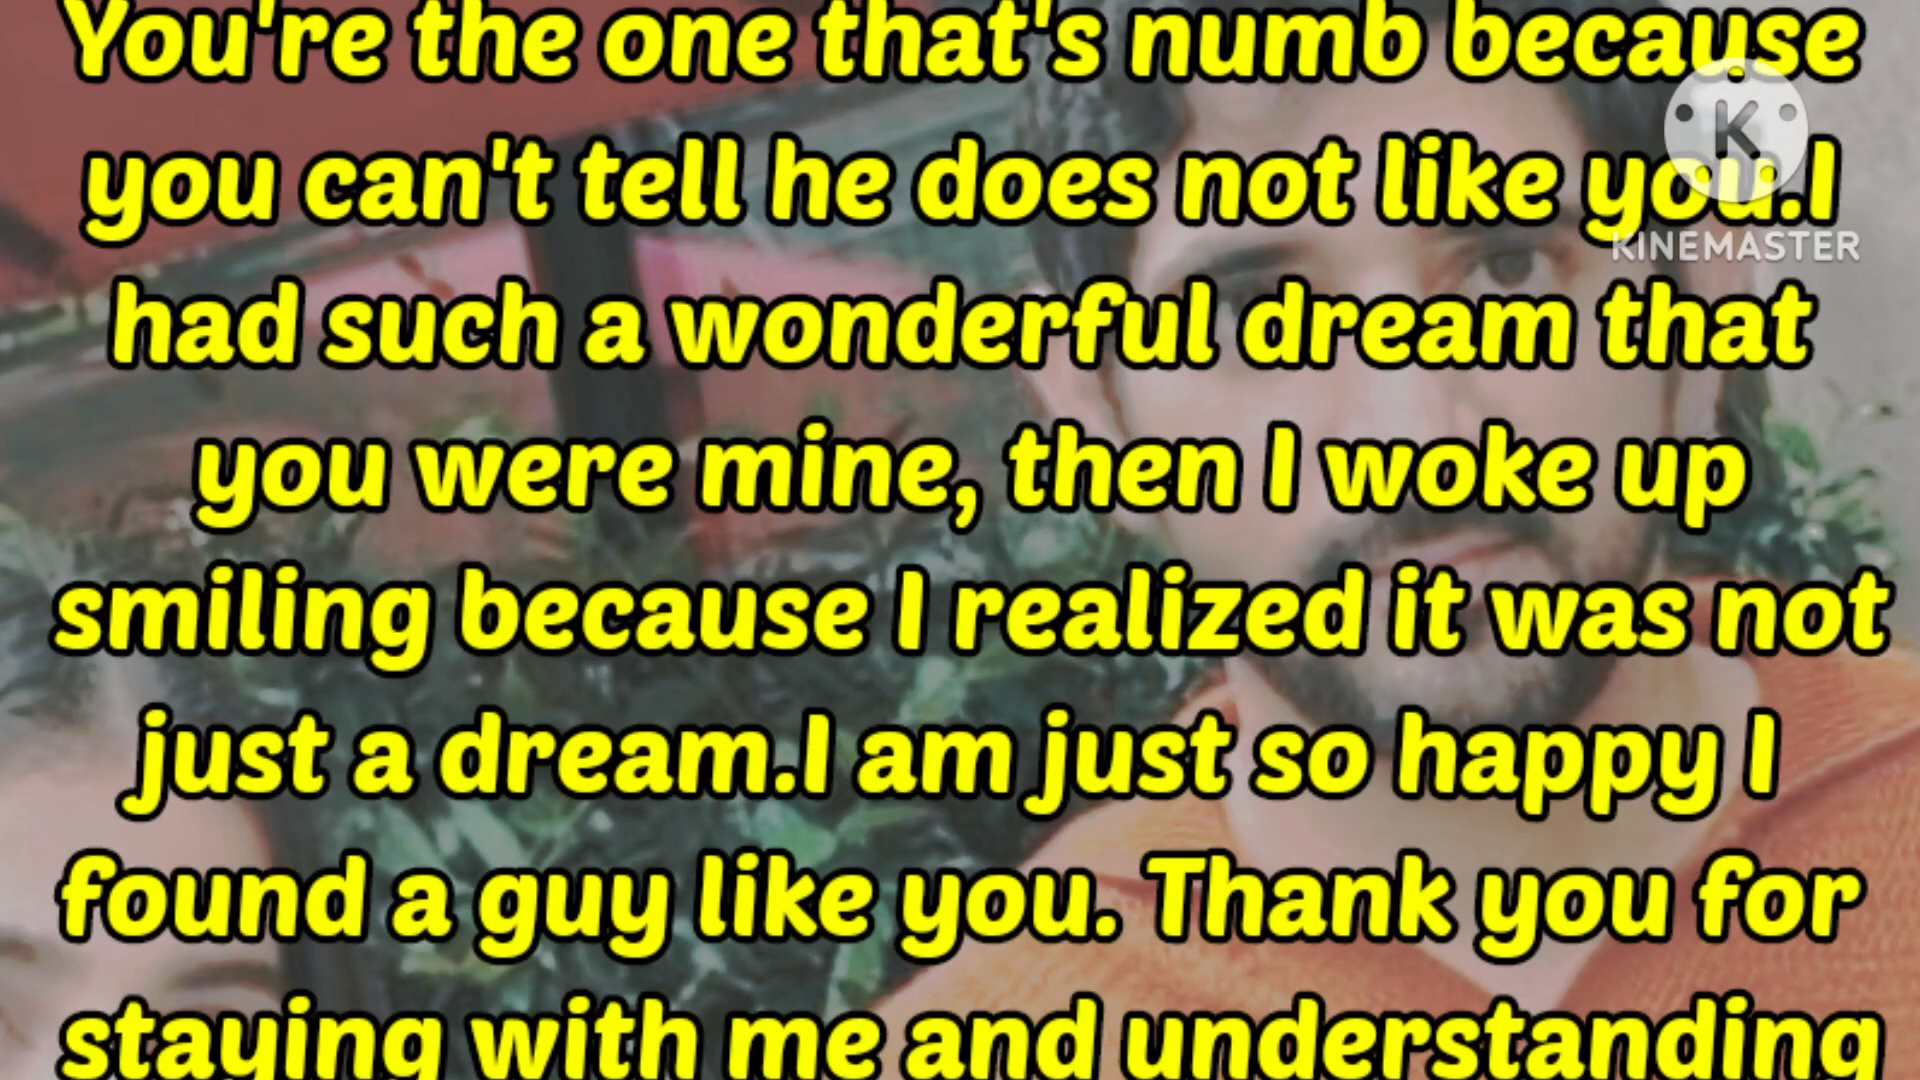 You're the one that's numb because
you can't tell he does not like you.I
had such a wonderful dream that
you were mine, then I woke up
smiling because I realized it was not
just a dream.I am just so happy I
found a guy like you. Thank you for
staying with me and understanding
K
KINEMASTER